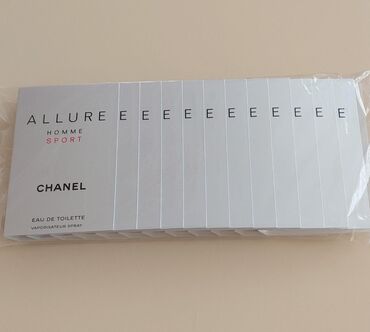 ALLURE E E E E E E E E E E E
HOMME
SPORT
CHANEL
EAU DE TOILETTE
VAPORISATEUR SPRAY